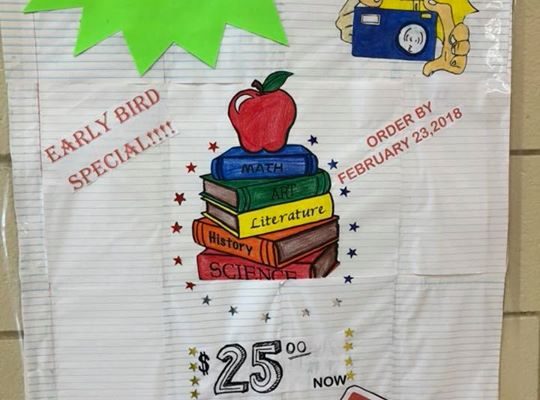 EARLY BIRD
SPECIAL!!!!
ORDER BY
FEBRUARY 23,2018
MATH
ART
Literature
History
SCIENCE
$ 25 00
NOW